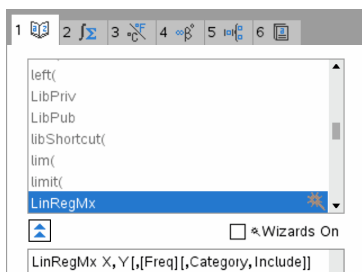 1 2 ∫Σ 3 °C°F 4 ∞β° 5 6
left(
LibPriv
LibPub
libShortcut(
lim(
limit(
LinRegMx
Wizards On
LinRegMx X,Y[,[Freq][,Category,Include]]